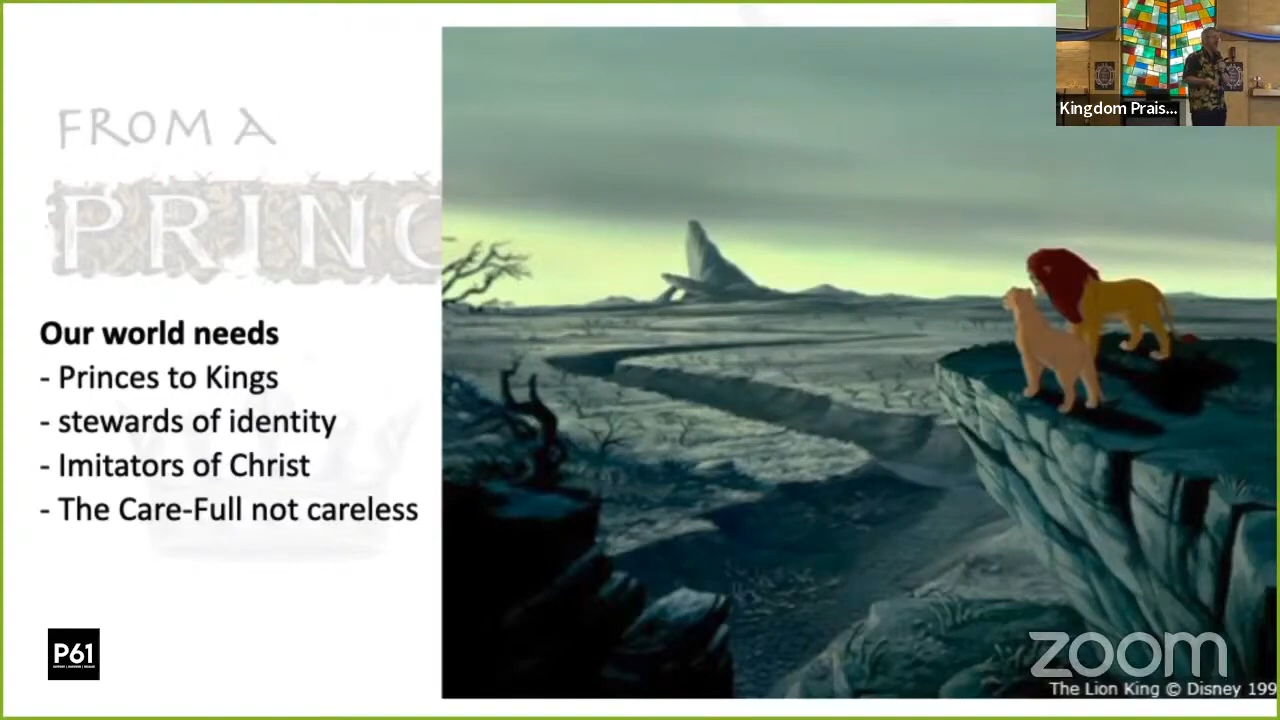 FROM A
PRINC
Our world needs
- Princes to Kings
- stewards of identity
- Imitators of Christ
- The Care-Full not careless
P61
Kingdom Prais...
zoom
The Lion King © Disney 199